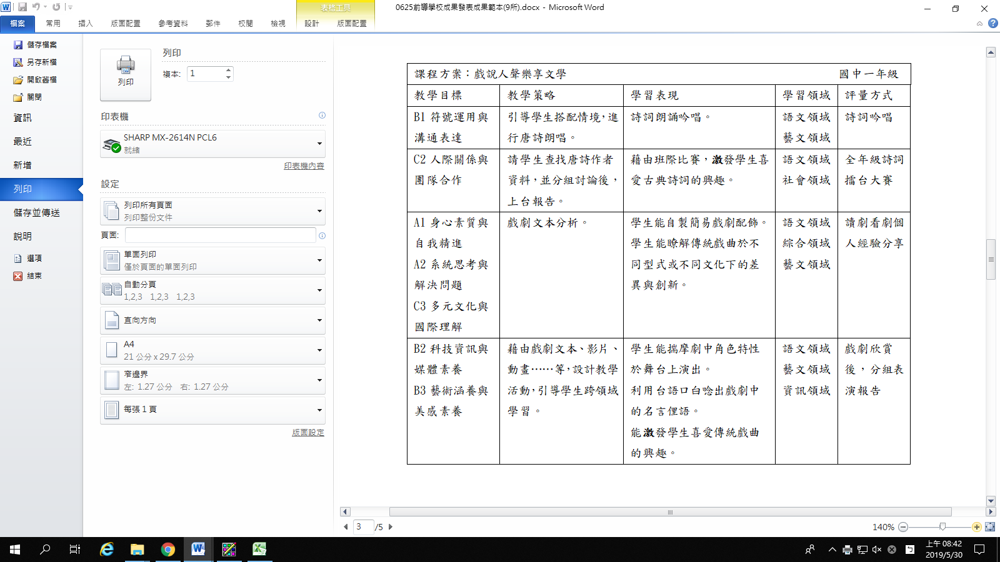 0625前導學校成果發表成果範本(9所).docx - Microsoft Word
表格工具
檔案 常用 插入 版面配置 參考資料 郵件 校閱 檢視 設計 版面配置
儲存檔案
另存新檔
開啟舊檔
關閉
資訊
最近
新增
列印
儲存並傳送
說明
選項
結束
列印
列印
複本: 1
印表機
SHARP MX-2614N PCL6
就緒
印表機內容
設定
列印所有頁面
列印整份文件
頁面:
單面列印
僅於頁面的單面列印
自動分頁
1,2,3 1,2,3 1,2,3
直向方向
A4
21 公分 x 29.7 公分
窄邊界
左: 1.27 公分 右: 1.27 公分
每張 1 頁
版面設定
課程方案：戲說人聲樂享文學 國中一年級
教學目標 教學策略 學習表現 學習領域 評量方式
B1 符號運用與
溝通表達
引導學生搭配情境，進
行唐詩朗唱。
詩詞朗誦吟唱。
語文領域
藝文領域
詩詞吟唱
C2 人際關係與
團隊合作
請學生查找唐詩作者
資料，並分組討論後，
上台報告。
藉由班際比賽，激發學生喜
愛古典詩詞的興趣。
語文領域
社會領域
全年級詩詞
擂台大賽
A1 身心素質與
自我精進
A2 系統思考與
解決問題
C3 多元文化與
國際理解
戲劇文本分析。
學生能自製簡易戲劇配飾。
學生能瞭解傳統戲曲於不
同型式或不同文化下的差
異與創新。
語文領域
綜合領域
藝文領域
讀劇看劇個
人經驗分享
B2 科技資訊與
媒體素養
B3 藝術涵養與
美感素養
藉由戲劇文本、影片、
動畫……等，設計教學
活動，引導學生跨領域
學習。
學生能揣摩劇中角色特性
於舞台上演出。
利用台語口白唸出戲劇中
的名言俚語。
能激發學生喜愛傳統戲曲
的興趣。
語文領域
藝文領域
資訊領域
戲劇欣賞
後，分組表
演報告
3 /5
140%
上午 08:42
2019/5/30